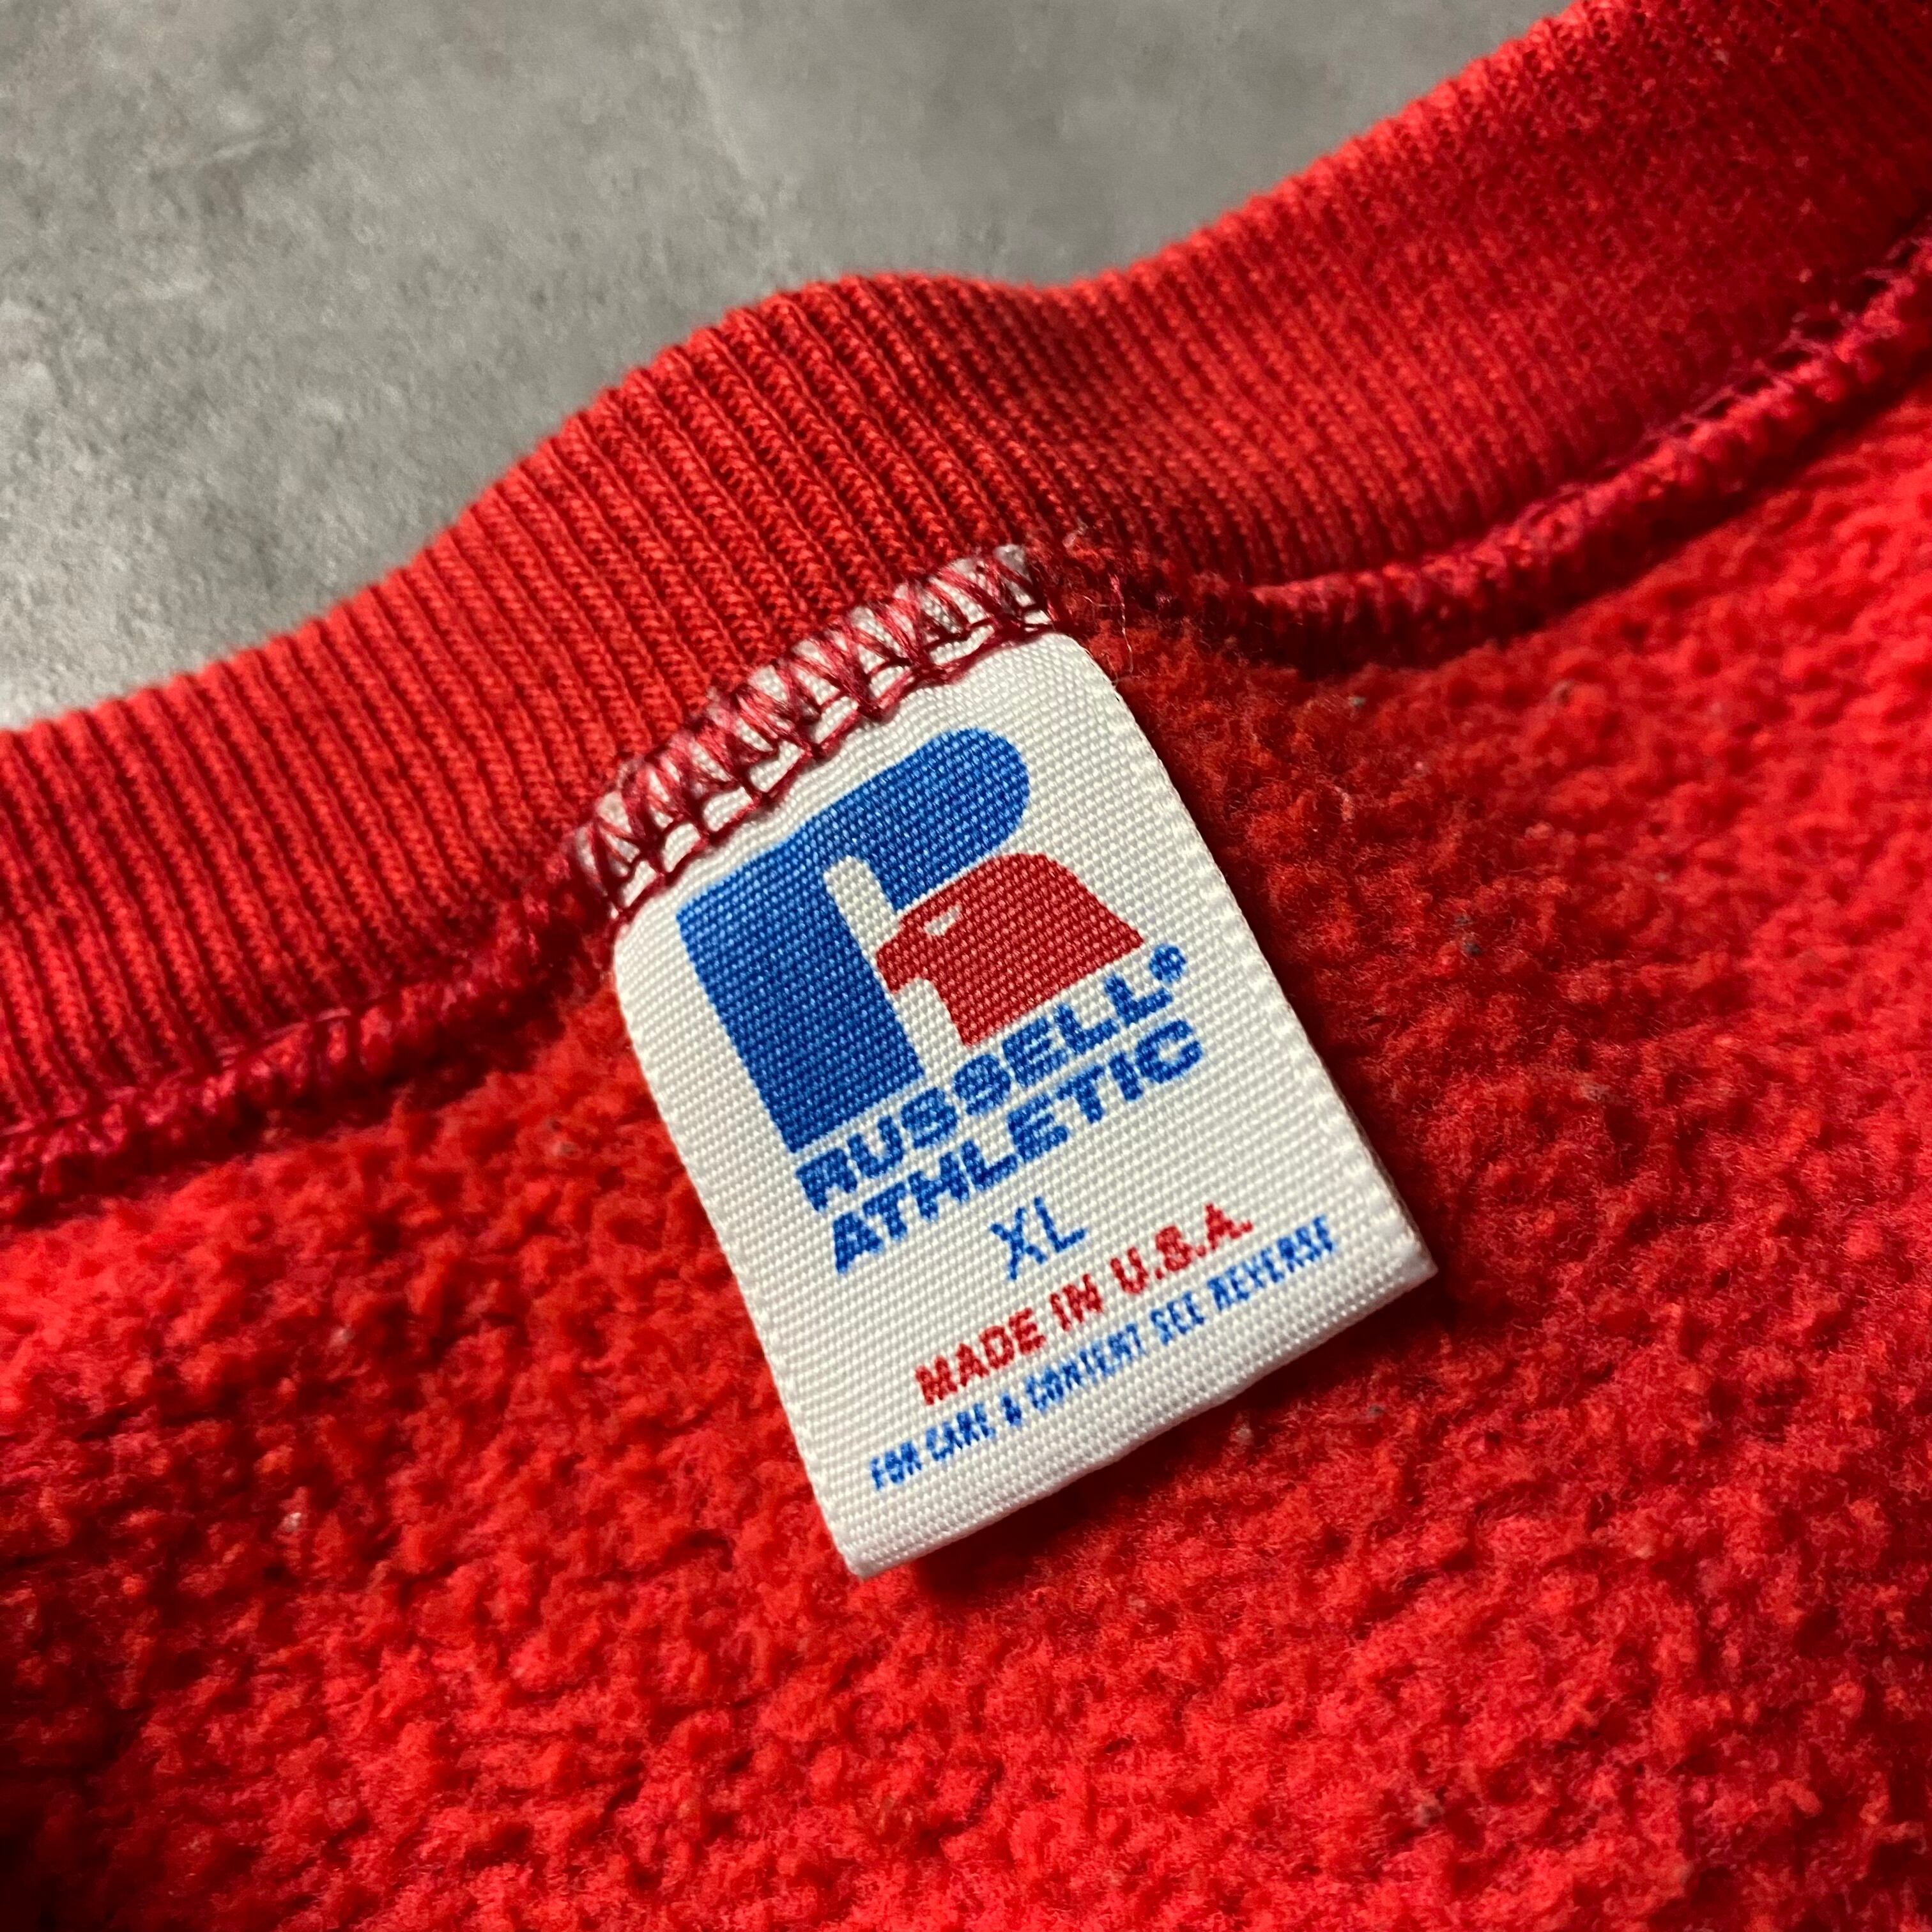 RUSSELL®
ATHLETIC
XL
MADE IN U.S.A.
FOR CARE & CONTENT SEE REVERSE